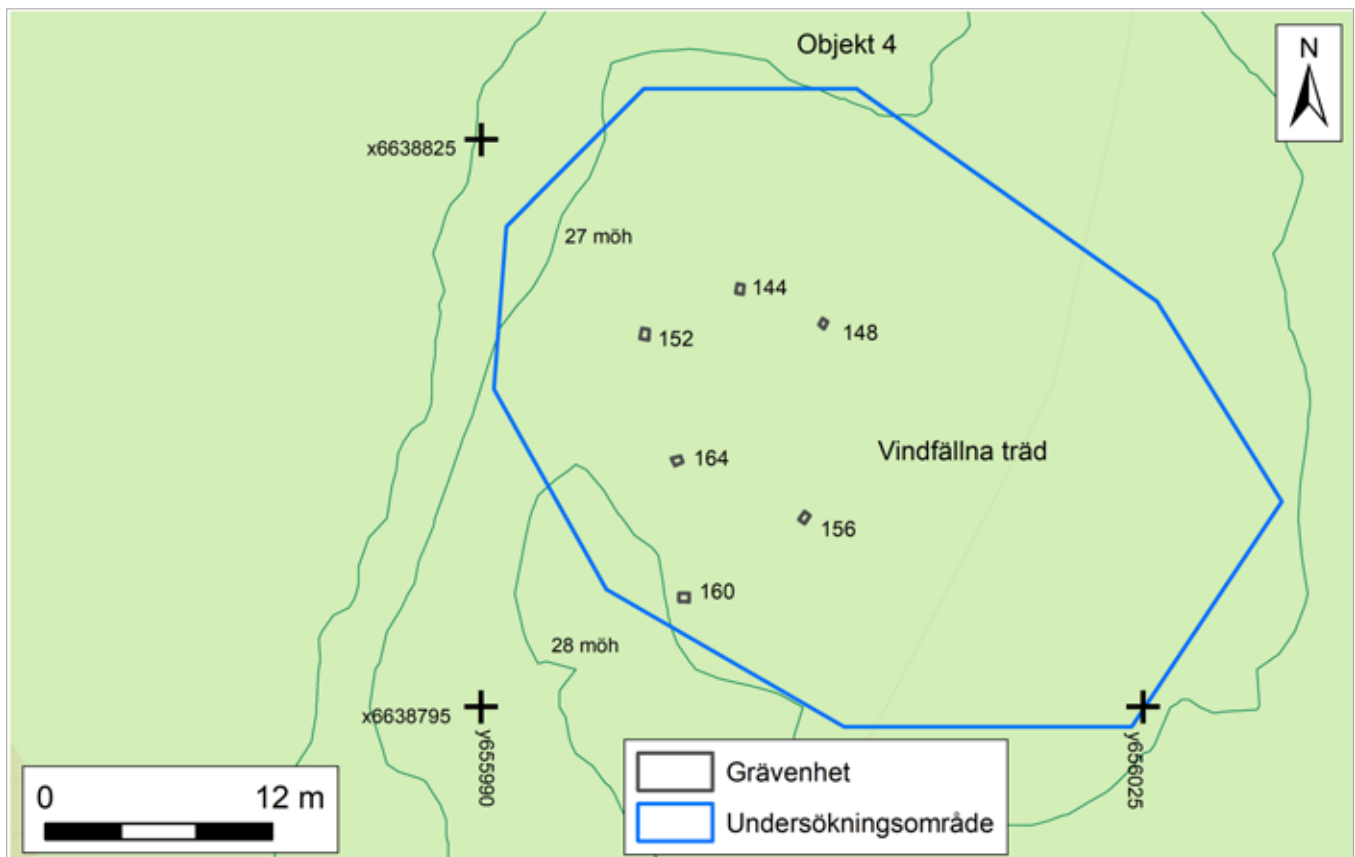 Objekt 4
N
x6638825
27 möh
144
148
152
Vindfällna träd
164
156
160
28 möh
x6638795
y655990
y656025
0 12 m
Grävenhet
Undersökningsområde